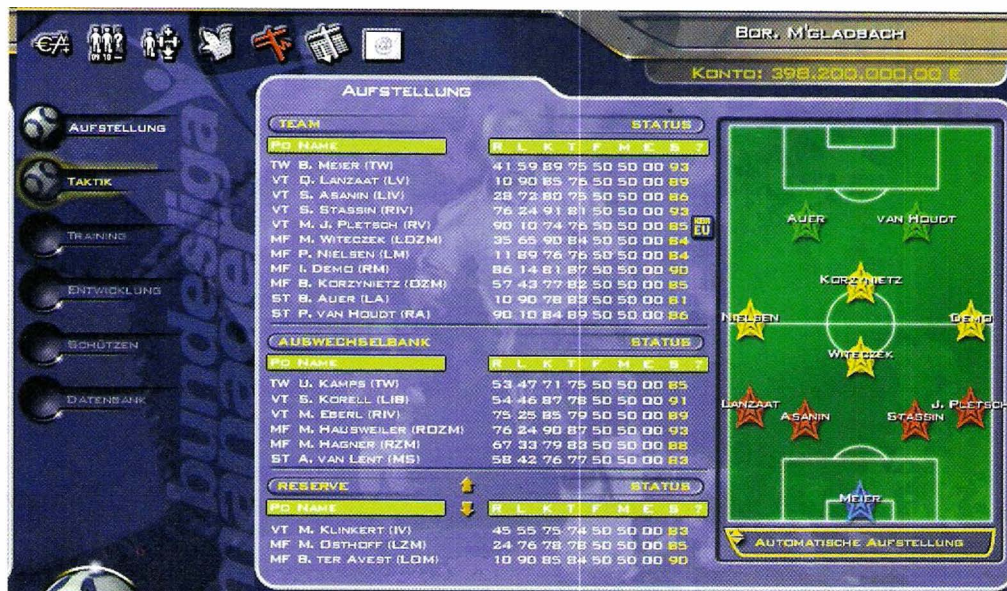 BOR. M'GLADBACH
KONTO: 398.200.000,00 £
AUFSTELLUNG
TAKTIK
TRAINING
ENTWICKLUNG
SCHÜTZEN
DATENBANK
bundesliga
manager
AUFSTELLUNG
TEAM STATUS
PO NAME R L K T F M E S ?
TW B. MEIER (TW) 41 59 89 75 50 50 00 93
VT Q. LANZAAT (LV) 10 90 85 76 50 50 00 89
VT S. ASANIN (LIV) 28 72 80 75 50 50 00 86
VT S. STASSIN (RIV) 76 24 91 81 50 50 00 93
VT M. J. PLETSCH (RV) 90 10 74 76 50 50 00 85 KEIN EU
MF M. WITECZEK (LDZM) 35 65 90 84 50 50 00 84
MF P. NIELSEN (LM) 11 89 76 76 50 50 00 84
MF I. DEMO (RM) 86 14 81 87 50 50 00 90
MF B. KORZYNIETZ (OZM) 57 43 77 82 50 50 00 85
ST B. AUER (LA) 10 90 78 83 50 50 00 81
ST P. VAN HOUDT (RA) 90 10 84 89 50 50 00 86
AUSWECHSELBANK STATUS
PO NAME R L K T F M E S ?
TW U. KAMPS (TW) 53 47 71 75 50 50 00 85
VT S. KORELL (LIB) 54 46 87 78 50 50 00 91
VT M. EBERL (RIV) 75 25 85 79 50 50 00 89
MF M. HAUSWEILER (RDZM) 76 24 90 87 50 50 00 93
MF M. HAGNER (RZM) 67 33 79 83 50 50 00 88
ST A. VAN LENT (MS) 58 42 76 77 50 50 00 83
RESERVE STATUS
PO NAME R L K T F M E S ?
VT M. KLINKERT (IV) 45 55 75 74 50 50 00 83
MF M. OSTHOFF (LZM) 24 76 78 78 50 50 00 85
MF B. TER AVEST (LOM) 10 90 85 84 50 50 00 90
AUER VAN HOUDT
KORZYNIETZ
NIELSEN DEMO
WITECZEK
LANZAAT ASANIN STASSIN J. PLETSCH
MEIER
AUTOMATISCHE AUFSTELLUNG